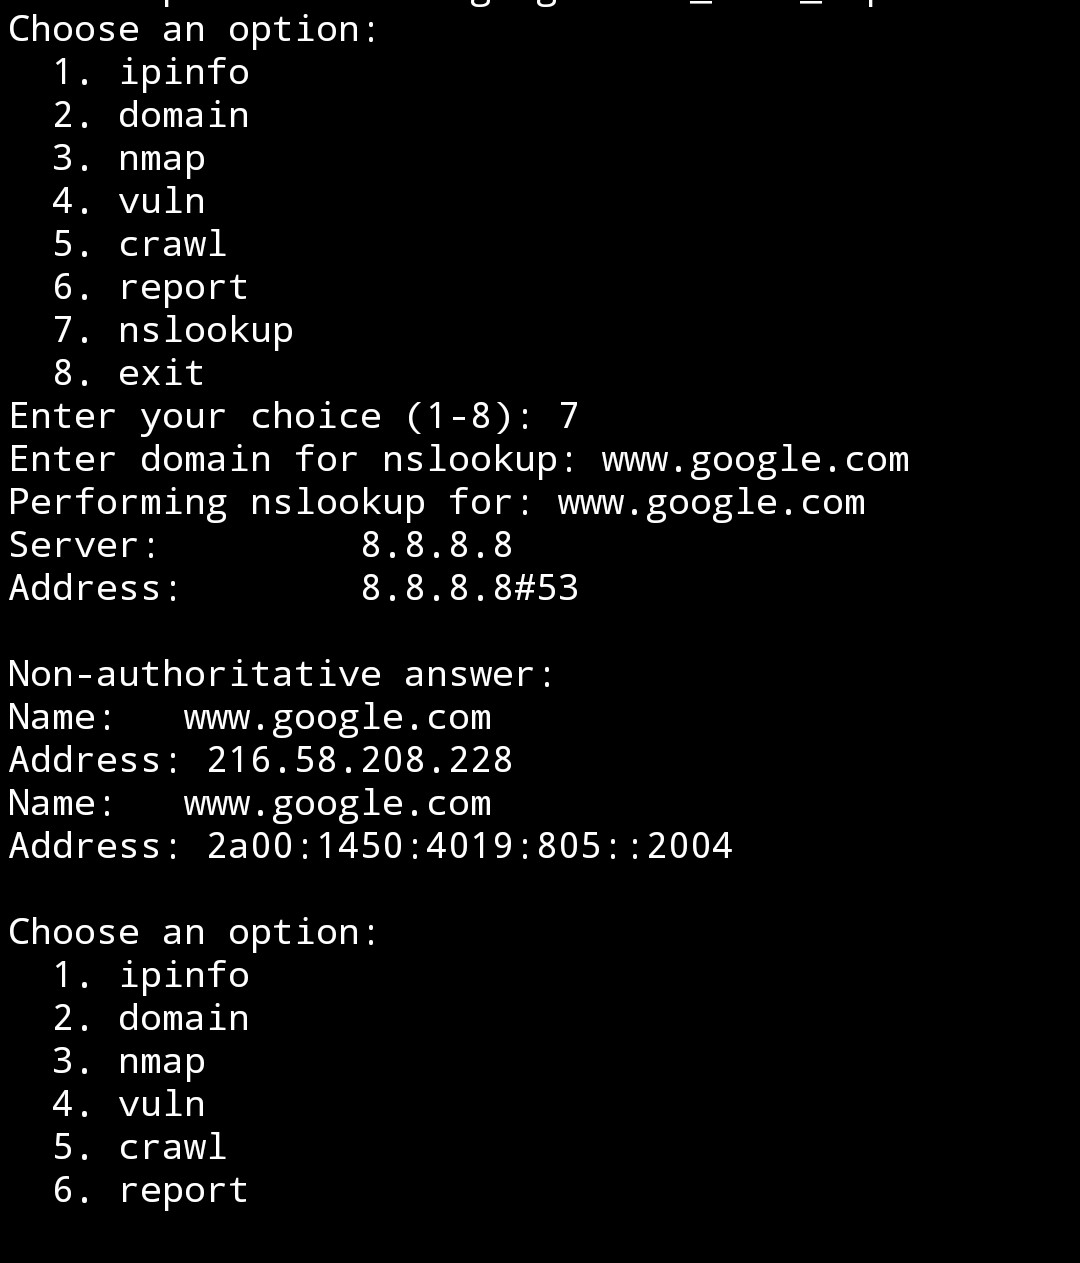 Choose an option:
  1. ipinfo
  2. domain
  3. nmap
  4. vuln
  5. crawl
  6. report
  7. nslookup
  8. exit
Enter your choice (1-8): 7
Enter domain for nslookup: www.google.com
Performing nslookup for: www.google.com
Server:         8.8.8.8
Address:        8.8.8.8#53

Non-authoritative answer:
Name:   www.google.com
Address: 216.58.208.228
Name:   www.google.com
Address: 2a00:1450:4019:805::2004

Choose an option:
  1. ipinfo
  2. domain
  3. nmap
  4. vuln
  5. crawl
  6. report